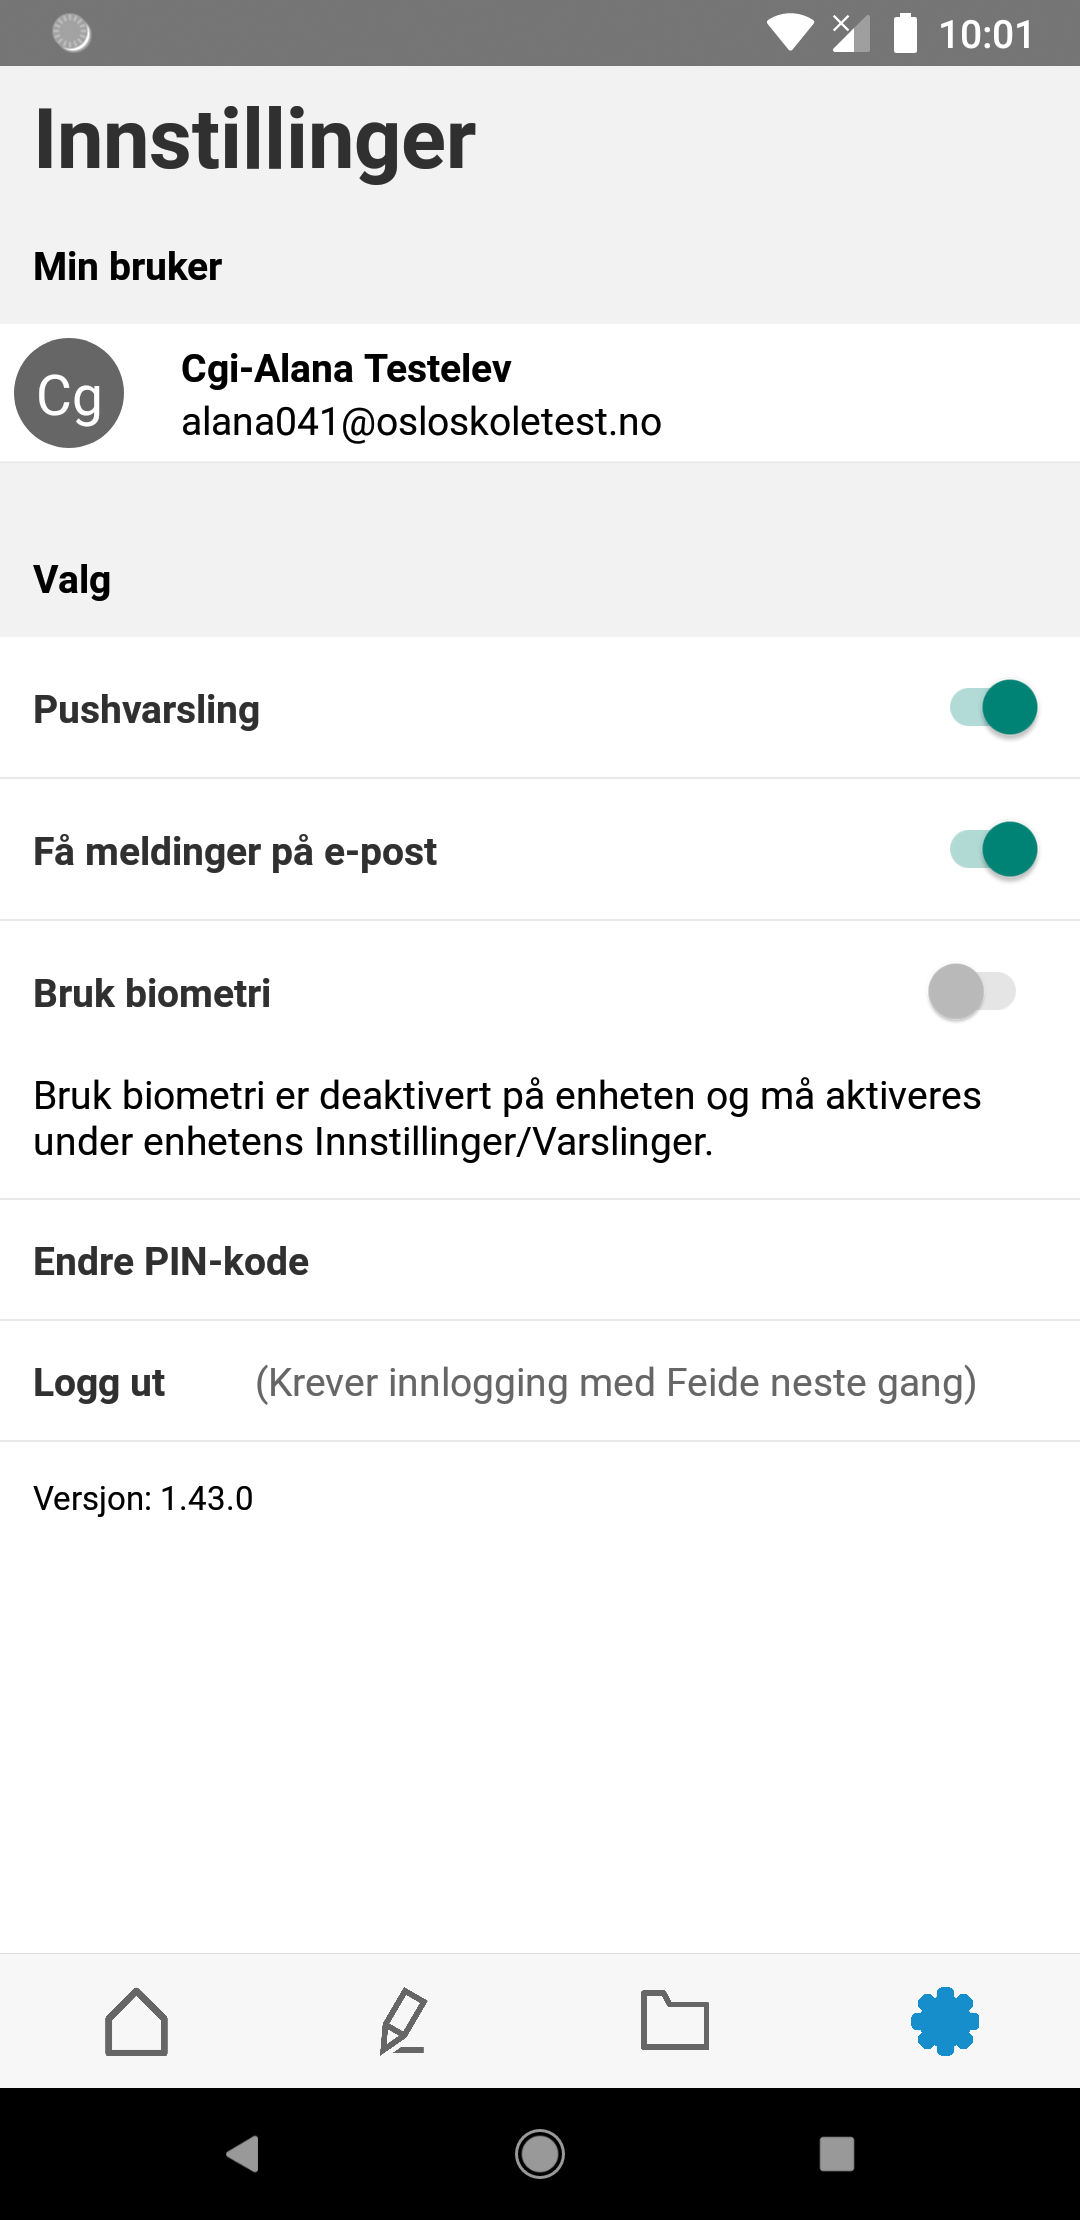 10:01
Innstillinger
Min bruker
Cg
Cgi-Alana Testelev
alana041@osloskoletest.no
Valg
Pushvarsling
Få meldinger på e-post
Bruk biometri
Bruk biometri er deaktivert på enheten og må aktiveres
under enhetens Innstillinger/Varslinger.
Endre PIN-kode
Logg ut (Krever innlogging med Feide neste gang)
Versjon: 1.43.0